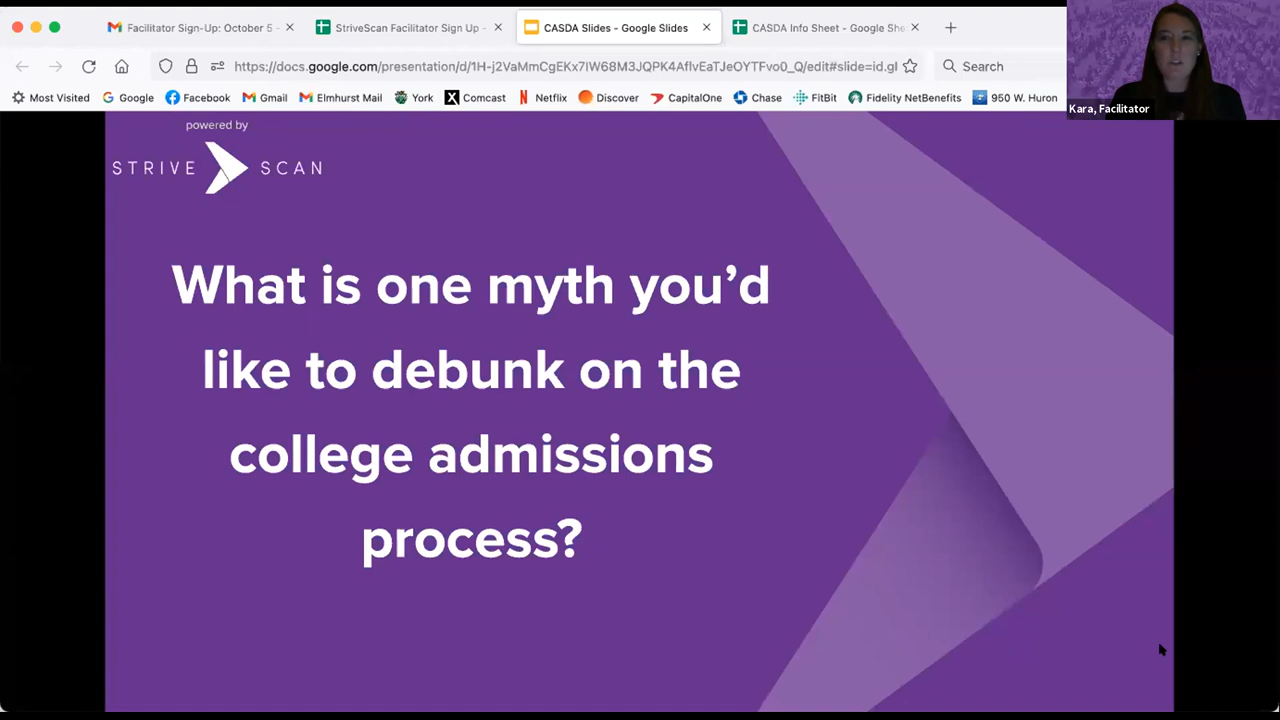 Facilitator Sign-Up: October 5 -
StriveScan Facilitator Sign Up -
CASDA Slides - Google Slides
CASDA Info Sheet - Google She
https://docs.google.com/presentation/d/1H-j2VaMmCgEKx7IW68M3JQPK4AflvEaTJeOYTFvo0_Q/edit#slide=id.gl
Search
Most Visited
Google
Facebook
Gmail
Elmhurst Mail
York
Comcast
Netflix
Discover
CapitalOne
Chase
FitBit
Fidelity NetBenefits
950 W. Huron
Kara, Facilitator
powered by
STRIVE SCAN
What is one myth you’d
like to debunk on the
college admissions
process?